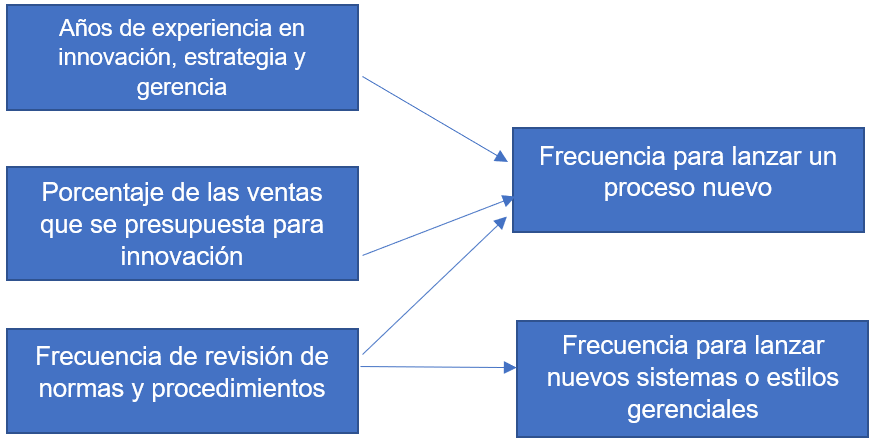 Años de experiencia en
innovación, estrategia y
gerencia
Porcentaje de las ventas
que se presupuesta para
innovación
Frecuencia de revisión de
normas y procedimientos
Frecuencia para lanzar un
proceso nuevo
Frecuencia para lanzar
nuevos sistemas o estilos
gerenciales